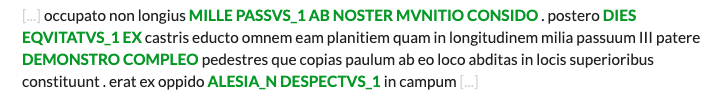 [...] occupato non longius MILLE PASSVS_1 AB NOSTER MVNITIO CONSIDO . postero DIES
EQVITATVS_1 EX castris educto omnem eam planitiem quam in longitudinem milia passuum III patere
DEMONSTRO COMPLEO pedestres que copias paulum ab eo loco abditas in locis superioribus
constituunt . erat ex oppido ALESIA_N DESPECTVS_1 in campum [...]